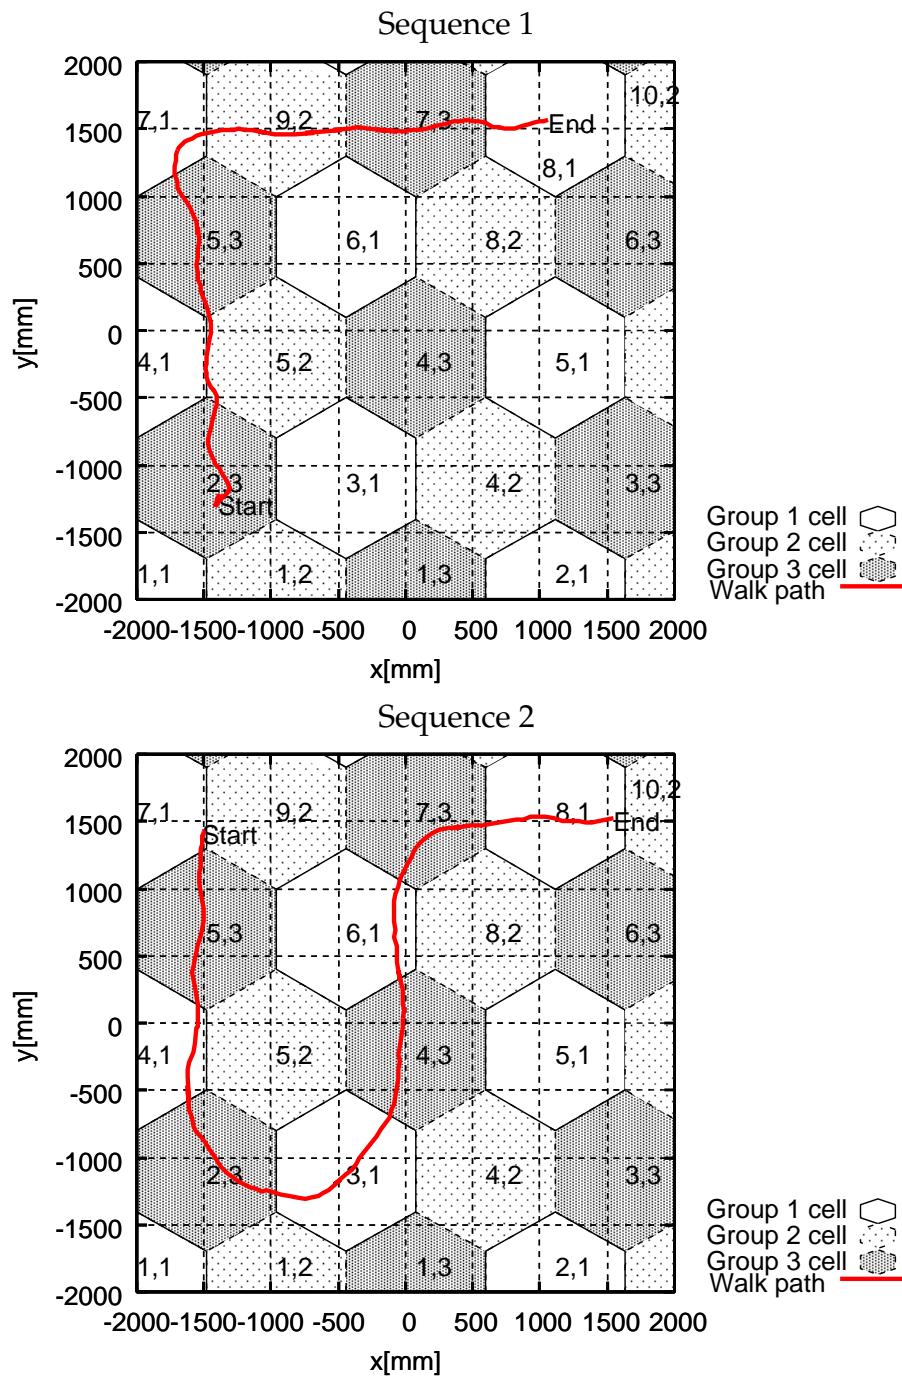 Sequence 1
2000
1500
1000
500
0
-500
-1000
-1500
-2000
y[mm]
10,2
7,1 9,2 7,3 End
8,1
5,3 6,1 8,2 6,3
4,1 5,2 4,3 5,1
2,3 3,1 4,2 3,3
Start
1,1 1,2 1,3 2,1
Group 1 cell
Group 2 cell
Group 3 cell
Walk path
-2000 -1500 -1000 -500 0 500 1000 1500 2000
x[mm]
Sequence 2
2000
1500
1000
500
0
-500
-1000
-1500
-2000
y[mm]
10,2
7,1 9,2 7,3 8,1
Start End
5,3 6,1 8,2 6,3
4,1 5,2 4,3 5,1
2,3 3,1 4,2 3,3
1,1 1,2 1,3 2,1
Group 1 cell
Group 2 cell
Group 3 cell
Walk path
-2000 -1500 -1000 -500 0 500 1000 1500 2000
x[mm]